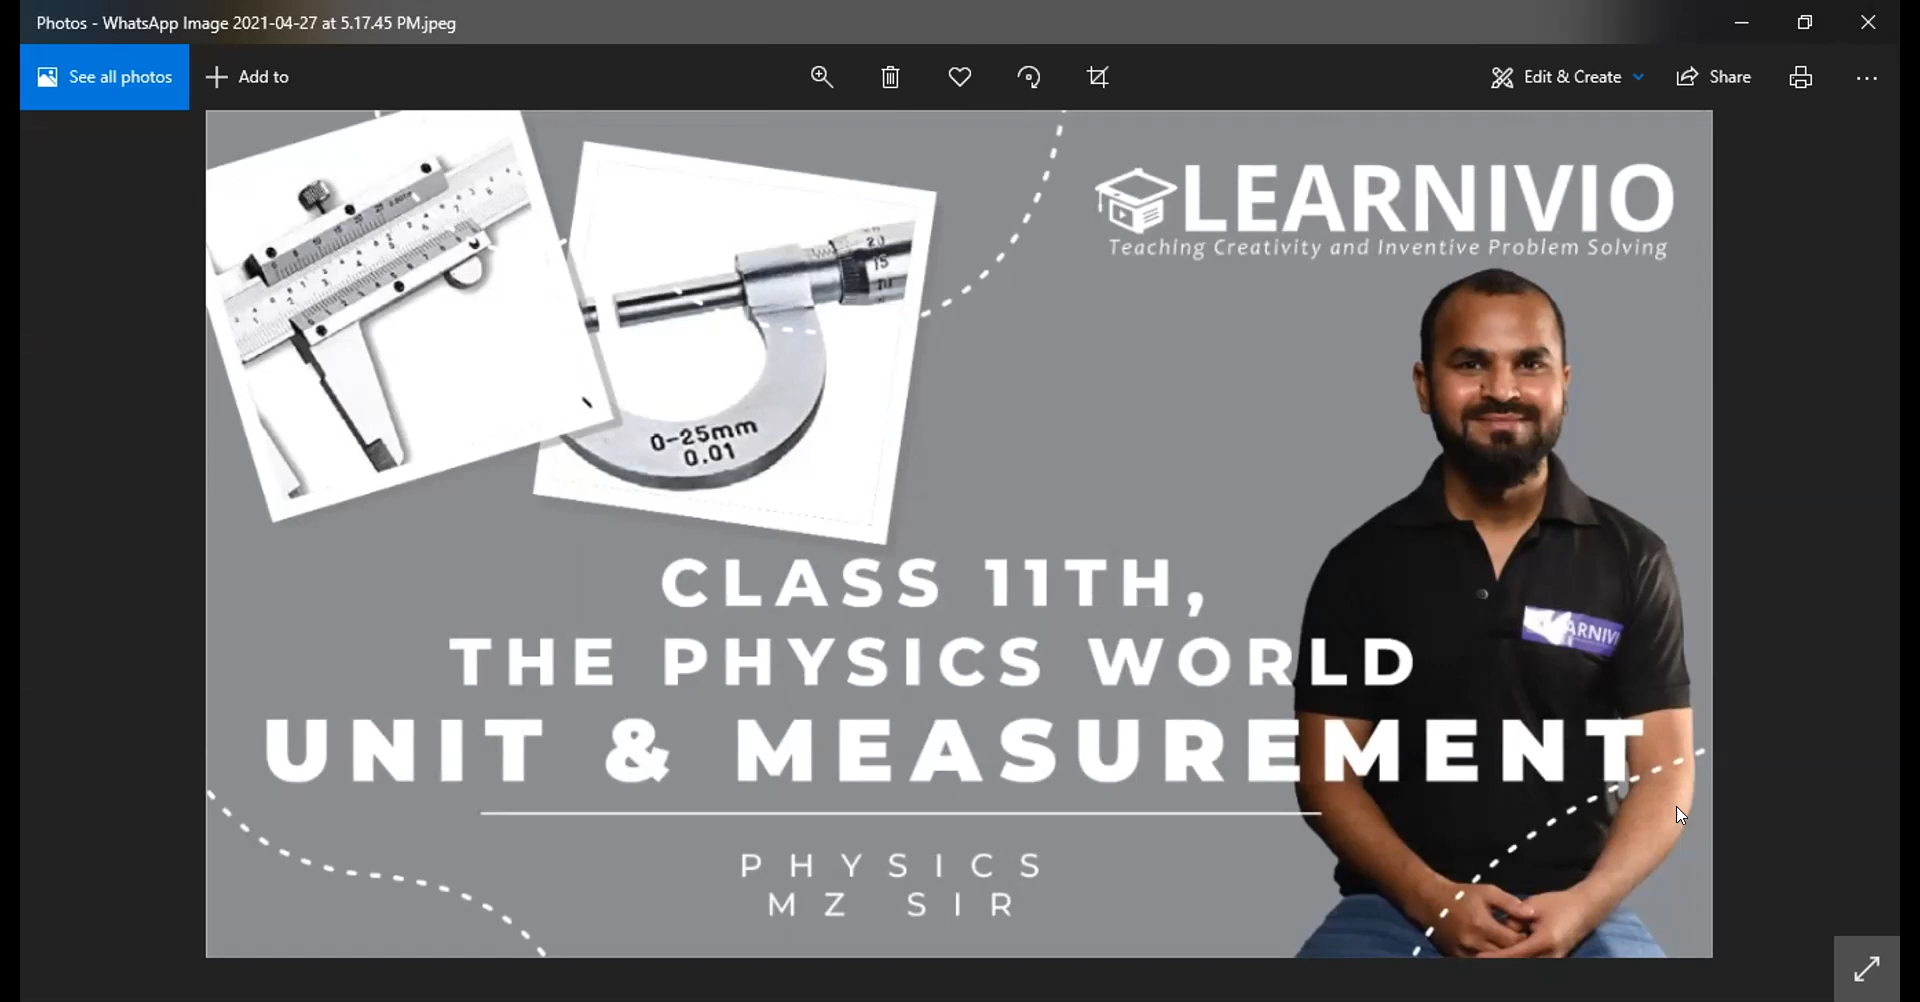 Photos - WhatsApp Image 2021-04-27 at 5.17.45 PM.jpeg
See all photos
Add to
Edit & Create
Share
LEARNIVIO
Teaching Creativity and Inventive Problem Solving
0-25mm
0.01
CLASS 11TH,
THE PHYSICS WORLD
UNIT & MEASUREMENT
PHYSICS
MZ SIR